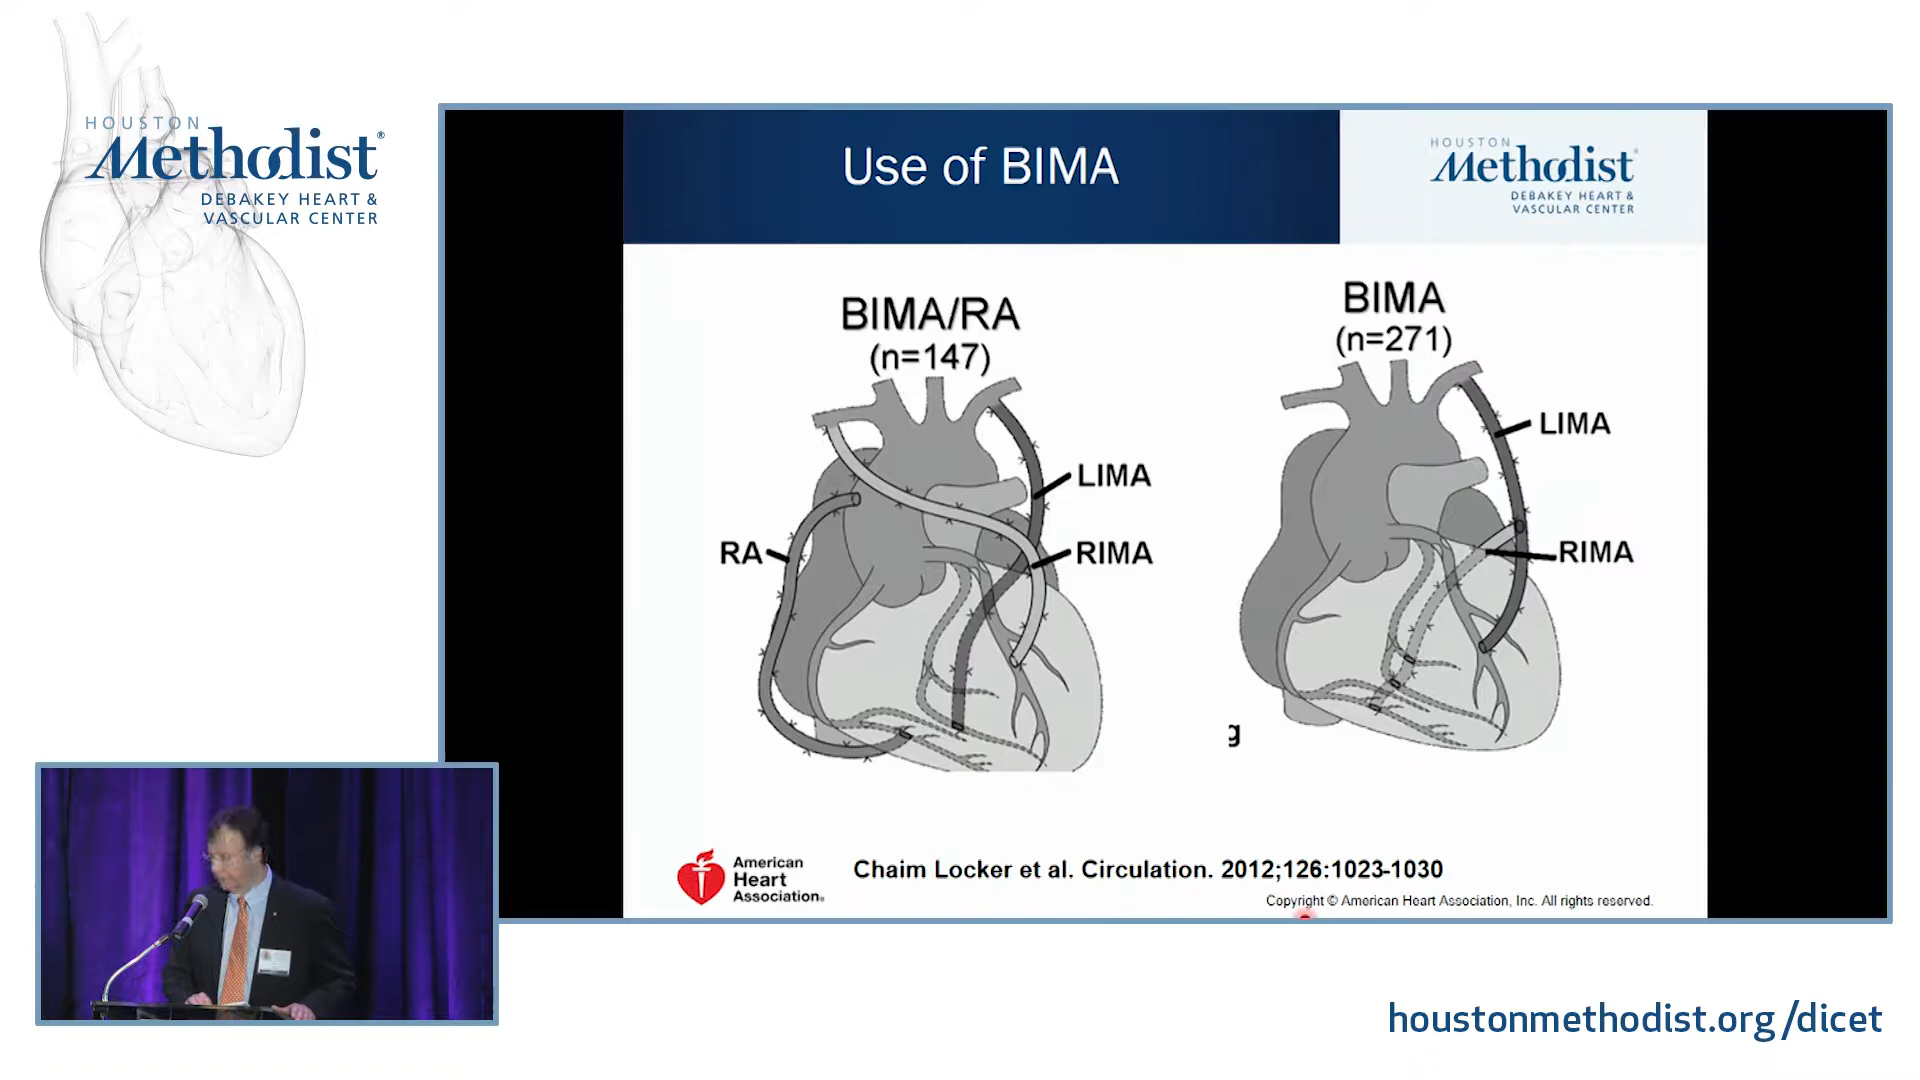 HOUSTON
Methodist®
DEBAKEY HEART &
VASCULAR CENTER
Use of BIMA
HOUSTON
Methodist®
DEBAKEY HEART &
VASCULAR CENTER
BIMA/RA
(n=147)
LIMA
RA
RIMA
BIMA
(n=271)
LIMA
RIMA
g
American
Heart
Association®
Chaim Locker et al. Circulation. 2012;126:1023-1030
Copyright © American Heart Association, Inc. All rights reserved.
houstonmethodist.org/dicet